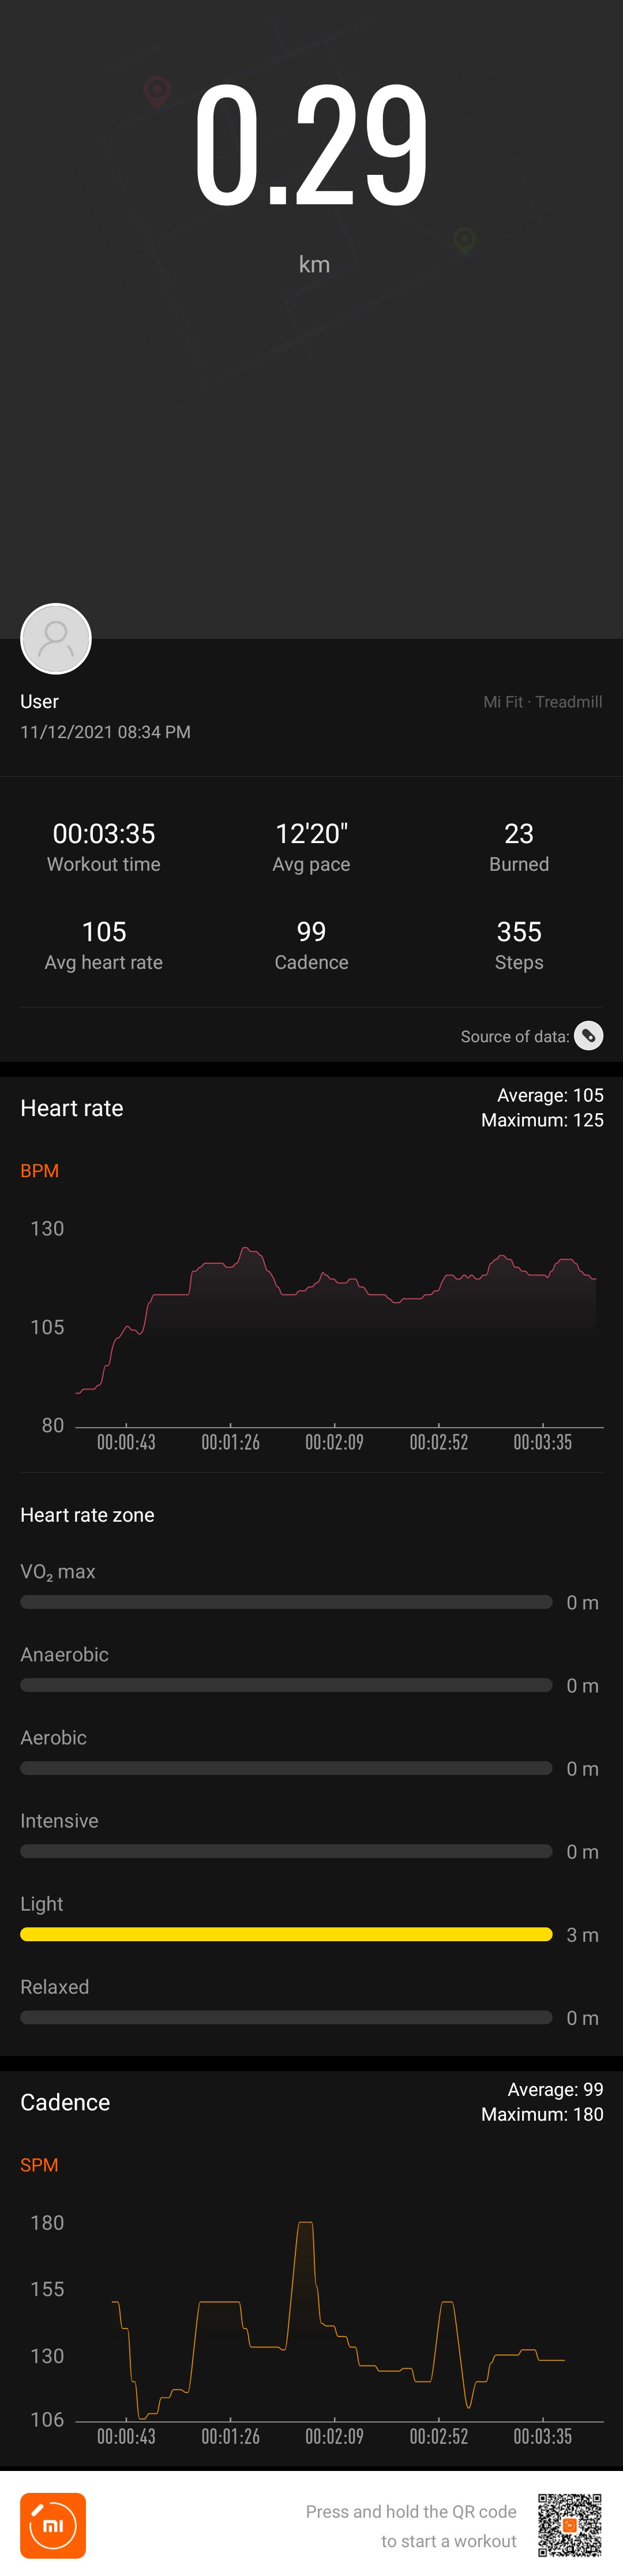 0.29
km
User
Mi Fit · Treadmill
11/12/2021 08:34 PM
00:03:35 12'20" 23
Workout time Avg pace Burned
105 99 355
Avg heart rate Cadence Steps
Source of data:
Heart rate
Average: 105
Maximum: 125
BPM
130
105
80
00:00:43 00:01:26 00:02:09 00:02:52 00:03:35
Heart rate zone
VO₂ max
0 m
Anaerobic
0 m
Aerobic
0 m
Intensive
0 m
Light
3 m
Relaxed
0 m
Cadence
Average: 99
Maximum: 180
SPM
180
155
130
106
00:00:43 00:01:26 00:02:09 00:02:52 00:03:35
mi
Press and hold the QR code
to start a workout